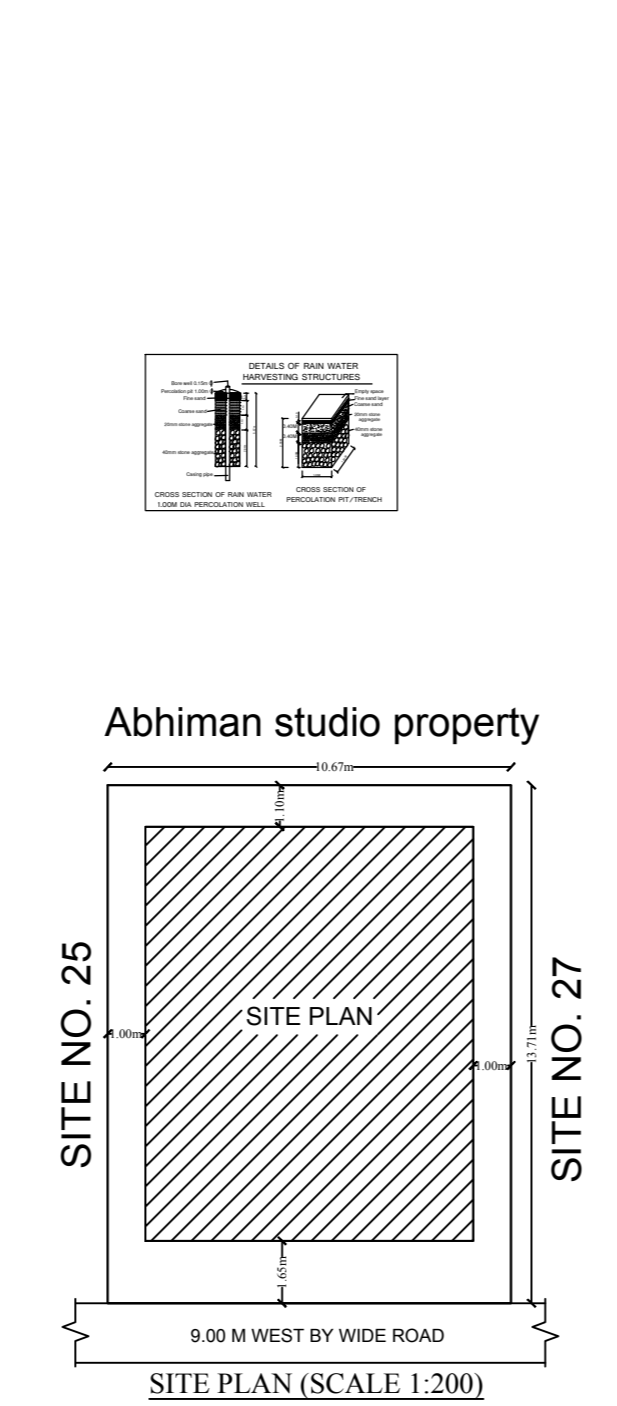 DETAILS OF RAIN WATER
HARVESTING STRUCTURES
Bore well 0.15m
Percolation pit 1.00m
Fine sand
Coarse sand
20mm stone aggregate
40mm stone aggregate
Casing pipe
CROSS SECTION OF RAIN WATER
1.00M DIA PERCOLATION WELL
Empty space
Fine sand layer
Coarse sand
20mm stone
aggregate
40mm stone
aggregate
CROSS SECTION OF
PERCOLATION PIT/TRENCH
Abhiman studio property
10.67m
1.10m
SITE NO. 25
1.00m
SITE PLAN
1.00m
13.71m
SITE NO. 27
1.65m
9.00 M WEST BY WIDE ROAD
SITE PLAN (SCALE 1:200)